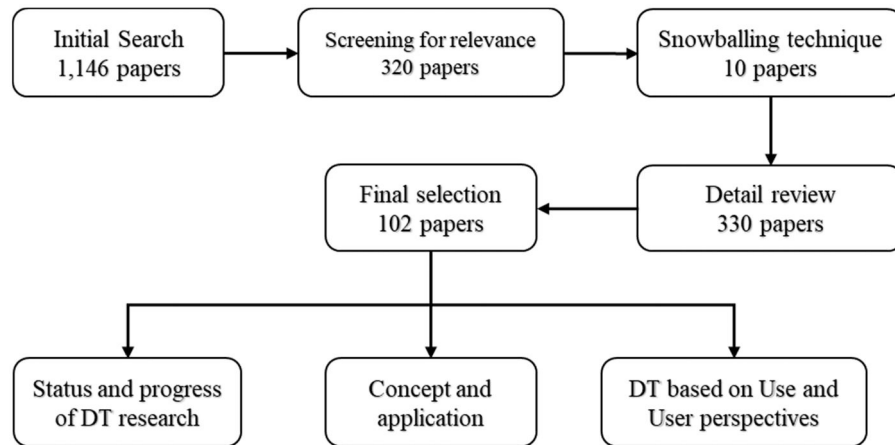 Initial Search
1,146 papers
Screening for relevance
320 papers
Snowballing technique
10 papers
Final selection
102 papers
Detail review
330 papers
Status and progress
of DT research
Concept and
application
DT based on Use and
User perspectives